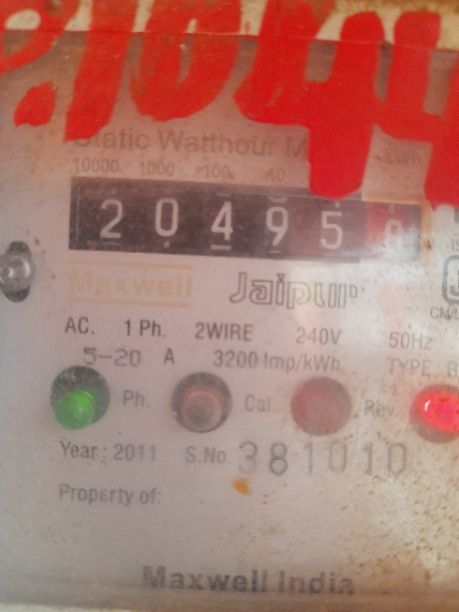 P.1044
Static Watthour M
10000 1000 100 10 kWh
20495
Maxwell Jaipur
AC. 1 Ph. 2WIRE 240V 50Hz
5-20 A 3200 Imp/kWh TYPE
Ph. Cal. Rev.
Year: 2011 S.No. 381010
Property of:
Maxwell India